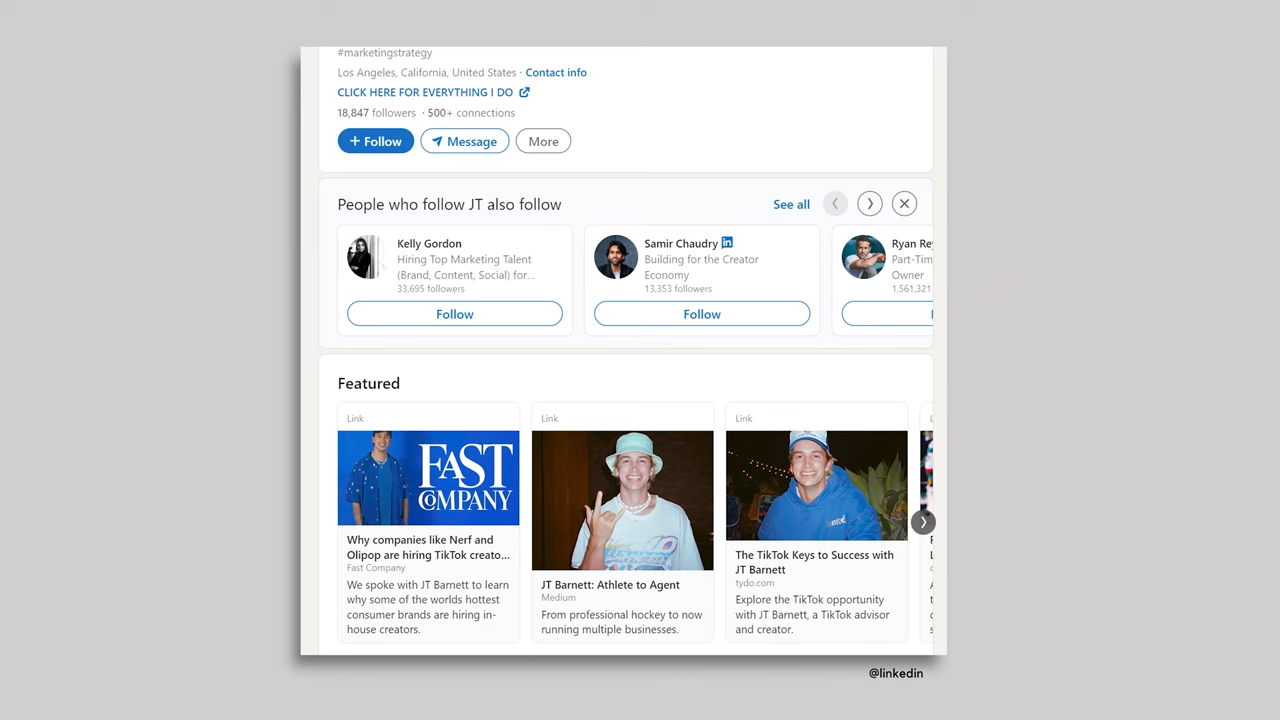 #marketingstrategy
Los Angeles, California, United States · Contact info
CLICK HERE FOR EVERYTHING I DO
18,847 followers · 500+ connections
+ Follow
Message
More
People who follow JT also follow
See all
Kelly Gordon
Hiring Top Marketing Talent
(Brand, Content, Social) for...
33,695 followers
Follow
Samir Chaudry in
Building for the Creator
Economy
13,353 followers
Follow
Ryan Re
Part-Tim
Owner
1,561,321
Featured
Link
FAST
COMPANY
Why companies like Nerf and
Olipop are hiring TikTok creato...
Fast Company
We spoke with JT Barnett to learn
why some of the worlds hottest
consumer brands are hiring in-
house creators.
Link
JT Barnett: Athlete to Agent
Medium
From professional hockey to now
running multiple businesses.
Link
The TikTok Keys to Success with
JT Barnett
tydo.com
Explore the TikTok opportunity
with JT Barnett, a TikTok advisor
and creator.
@linkedin